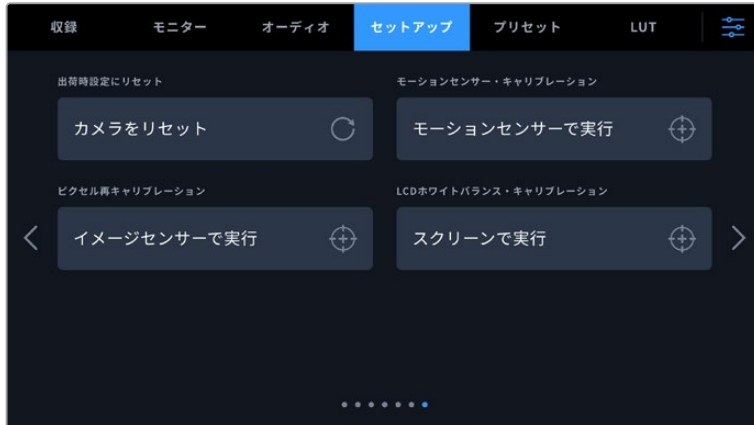 収録 モニター オーディオ セットアップ プリセット LUT
出荷時設定にリセット モーションセンサー・キャリブレーション
カメラをリセット モーションセンサーで実行
ピクセル再キャリブレーション LCDホワイトバランス・キャリブレーション
イメージセンサーで実行 スクリーンで実行